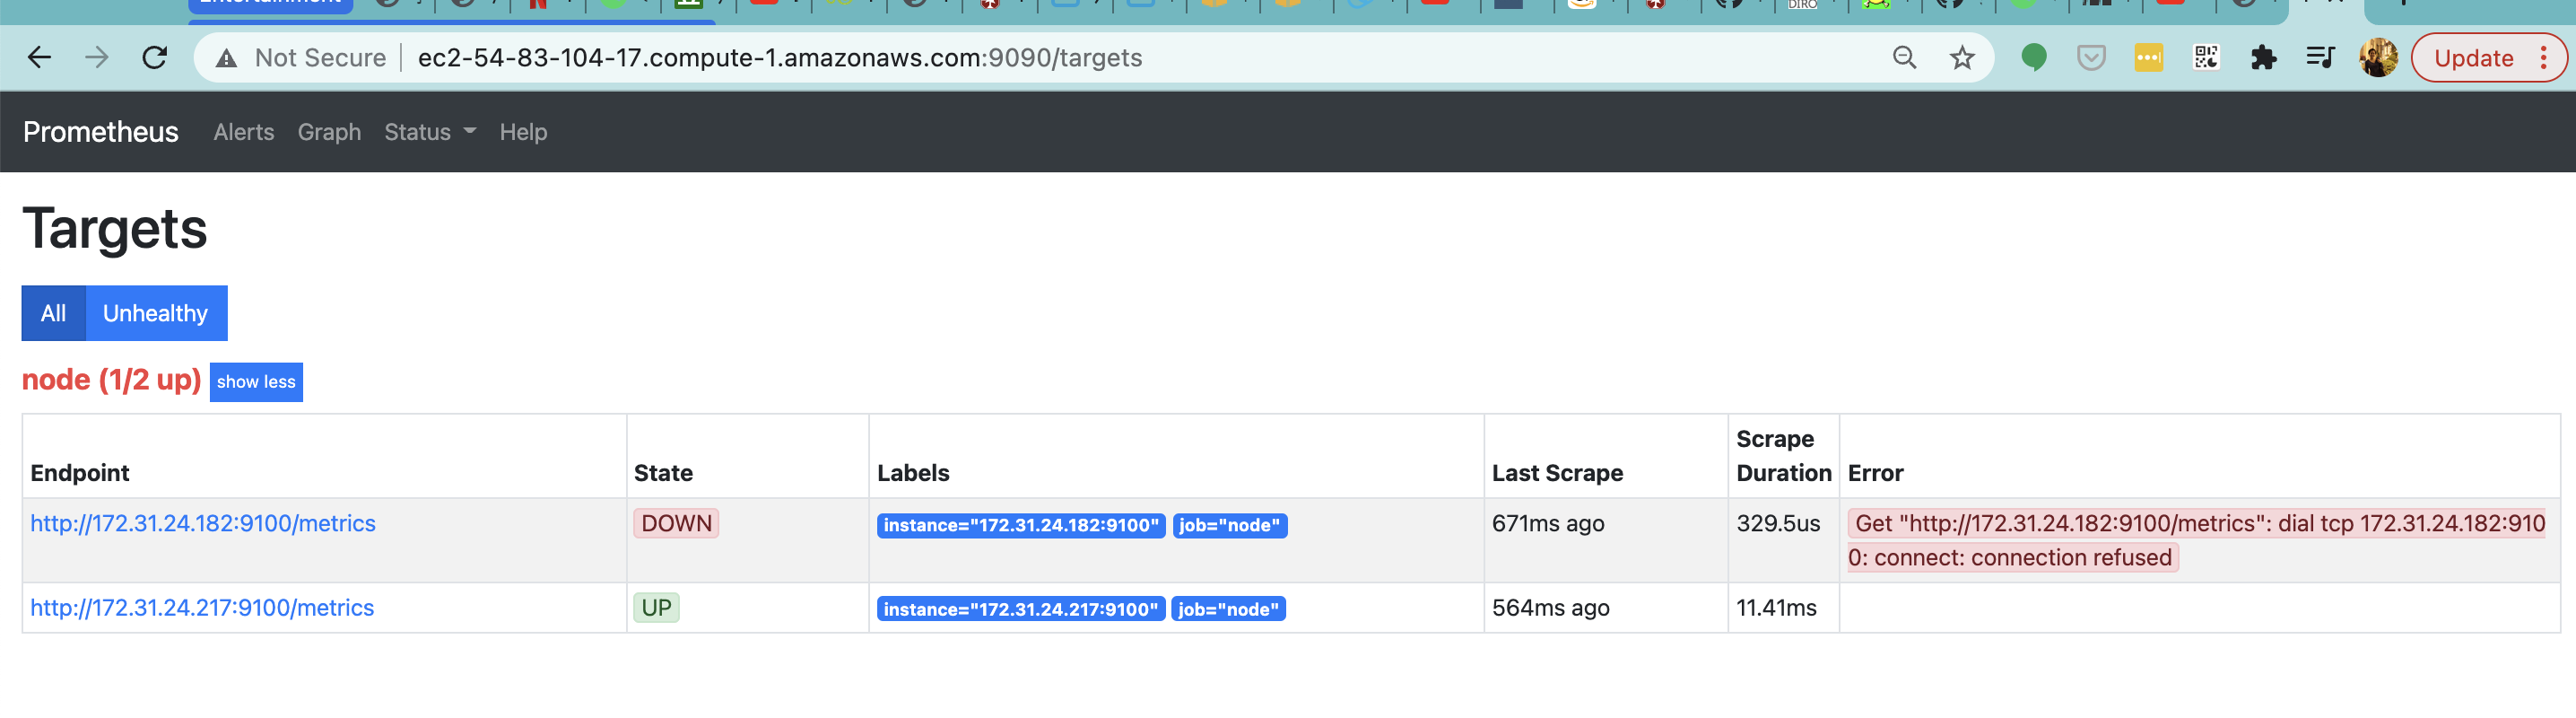 Entertainment
DIRO
Not Secure
ec2-54-83-104-17.compute-1.amazonaws.com:9090/targets
Update
Prometheus Alerts Graph Status Help
Targets
All Unhealthy
node (1/2 up) show less
Endpoint State Labels Last Scrape Scrape Duration Error
http://172.31.24.182:9100/metrics DOWN instance="172.31.24.182:9100" job="node" 671ms ago 329.5us Get "http://172.31.24.182:9100/metrics": dial tcp 172.31.24.182:910
0: connect: connection refused
http://172.31.24.217:9100/metrics UP instance="172.31.24.217:9100" job="node" 564ms ago 11.41ms